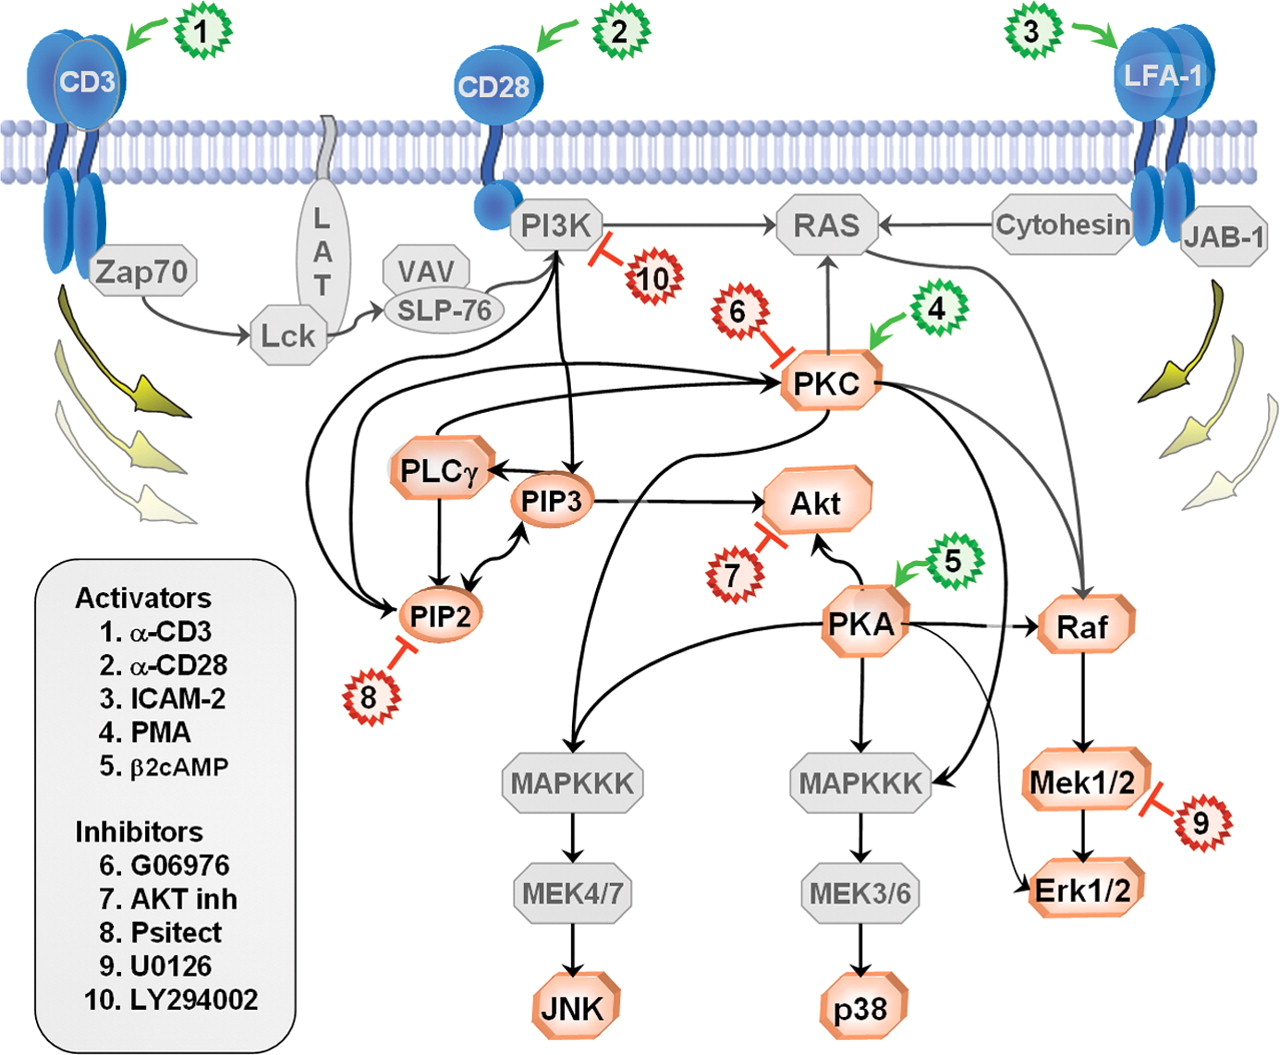 1
2
3
CD3
CD28
LFA-1
L
A
T
PI3K
RAS
Cytohesin
JAB-1
Zap70
VAV
SLP-76
Lck
10
6
4
PKC
PLCγ
PIP3
Akt
7
5
PIP2
PKA
Raf
8
MAPKKK
MAPKKK
Mek1/2
9
MEK4/7
MEK3/6
Erk1/2
JNK
p38
Activators
1. α-CD3
2. α-CD28
3. ICAM-2
4. PMA
5. β2cAMP
Inhibitors
6. G06976
7. AKT inh
8. Psitect
9. U0126
10. LY294002